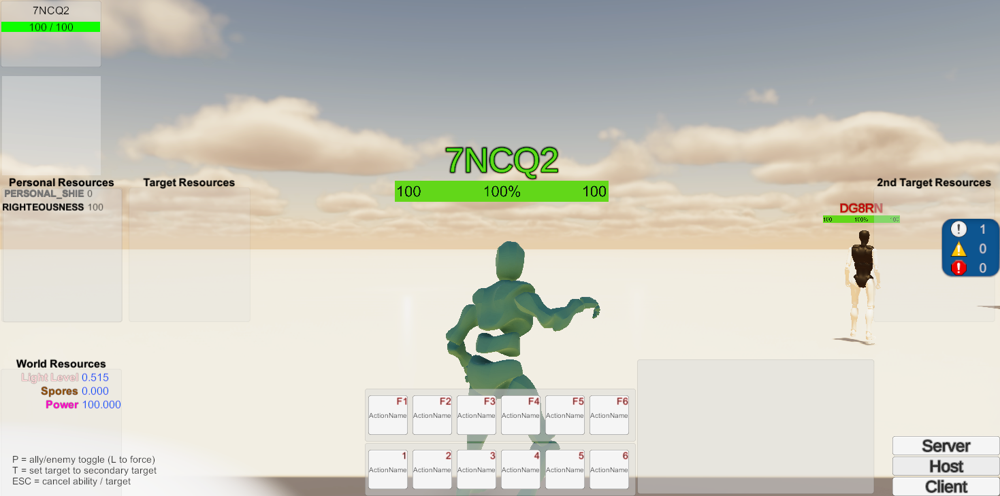 7NCQ2
100 / 100
7NCQ2
100 100% 100
Personal Resources
Target Resources
2nd Target Resources
PERSONAL_SHIE 0
RIGHTEOUSNESS 100
DG8RN
100 100% 100
1
0
0
World Resources
Light Level 0.515
Spores 0.000
Power 100.000
F1 F2 F3 F4 F5 F6
ActionName ActionName ActionName ActionName ActionName ActionName
1 2 3 4 5 6
ActionName ActionName ActionName ActionName ActionName ActionName
P = ally/enemy toggle (L to force)
T = set target to secondary target
ESC = cancel ability / target
Server
Host
Client